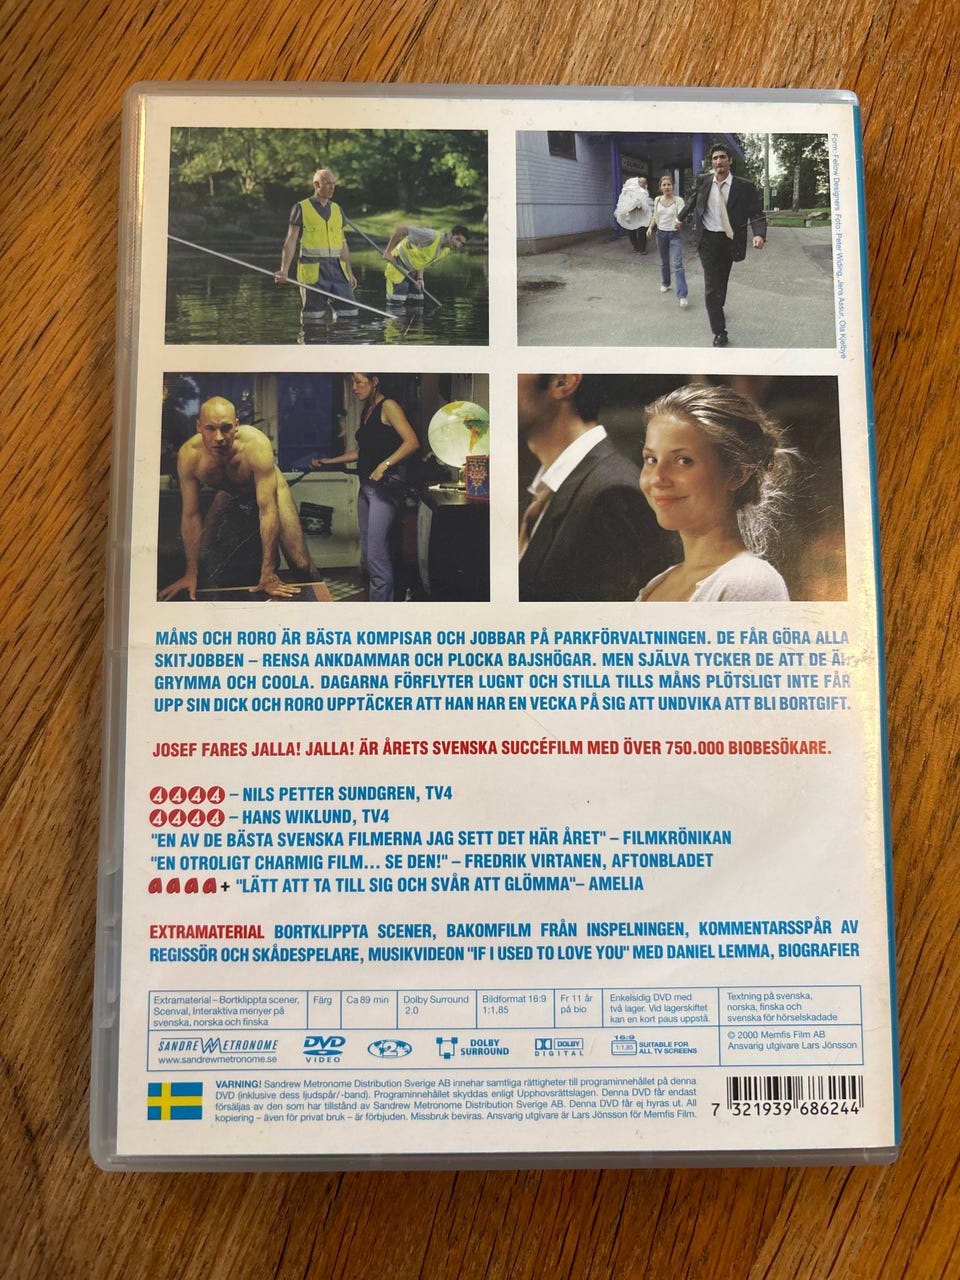 Form: Fellow Designers Foto: Peter Widing, Jens Assur, Ola Kjelbye
MÅNS OCH RORO ÄR BÄSTA KOMPISAR OCH JOBBAR PÅ PARKFÖRVALTNINGEN. DE FÅR GÖRA ALLA
SKITJOBBEN – RENSA ANKDAMMAR OCH PLOCKA BAJSHÖGAR. MEN SJÄLVA TYCKER DE ATT DE ÄR
GRYMMA OCH COOLA. DAGARNA FÖRFLYTER LUGNT OCH STILLA TILLS MÅNS PLÖTSLIGT INTE FÅR
UPP SIN DICK OCH RORO UPPTÄCKER ATT HAN HAR EN VECKA PÅ SIG ATT UNDVIKA ATT BLI BORTGIFT.
JOSEF FARES JALLA! JALLA! ÄR ÅRETS SVENSKA SUCCÉFILM MED ÖVER 750.000 BIOBESÖKARE.
4444 – NILS PETTER SUNDGREN, TV4
4444 – HANS WIKLUND, TV4
"EN AV DE BÄSTA SVENSKA FILMERNA JAG SETT DET HÄR ÅRET" – FILMKRÖNIKAN
"EN OTROLIGT CHARMIG FILM... SE DEN!" – FREDRIK VIRTANEN, AFTONBLADET
aaaa+ "LÄTT ATT TA TILL SIG OCH SVÅR ATT GLÖMMA"– AMELIA
EXTRAMATERIAL BORTKLIPPTA SCENER, BAKOMFILM FRÅN INSPELNINGEN, KOMMENTARSSPÅR AV
REGISSÖR OCH SKÅDESPELARE, MUSIKVIDEON "IF I USED TO LOVE YOU" MED DANIEL LEMMA, BIOGRAFIER
Extramaterial – Bortklippta scener,
Scenval, Interaktiva menyer på
svenska, norska och finska
Färg
Ca 89 min
Dolby Surround
2.0
Bildformat 16:9
1:1,85
Fr 11 år
på bio
Enkelsidig DVD med
två lager. Vid lagerskiftet
kan en kort paus uppstå.
Textning på svenska,
norska, finska och
svenska för hörselskadade
SANDREW METRONOME
www.sandrewmetronome.se
DVD
VIDEO
2
DOLBY
SURROUND
DOLBY
DIGITAL
16:9
1:1,85
SUITABLE FOR
ALL TV SCREENS
© 2000 Memfis Film AB
Ansvarig utgivare Lars Jönsson
VARNING! Sandrew Metronome Distribution Sverige AB innehar samtliga rättigheter till programinnehållet på denna
DVD (inklusive dess ljudspår/-band). Programinnehållet skyddas enligt Upphovsrättslagen. Denna DVD får endast
försäljas av den som har tillstånd av Sandrew Metronome Distribution Sverige AB. Denna DVD får ej hyras ut. All
kopiering – även för privat bruk – är förbjuden. Missbruk beivras. Ansvarig utgivare är Lars Jönsson för Memfis Film.
7 321939 686244